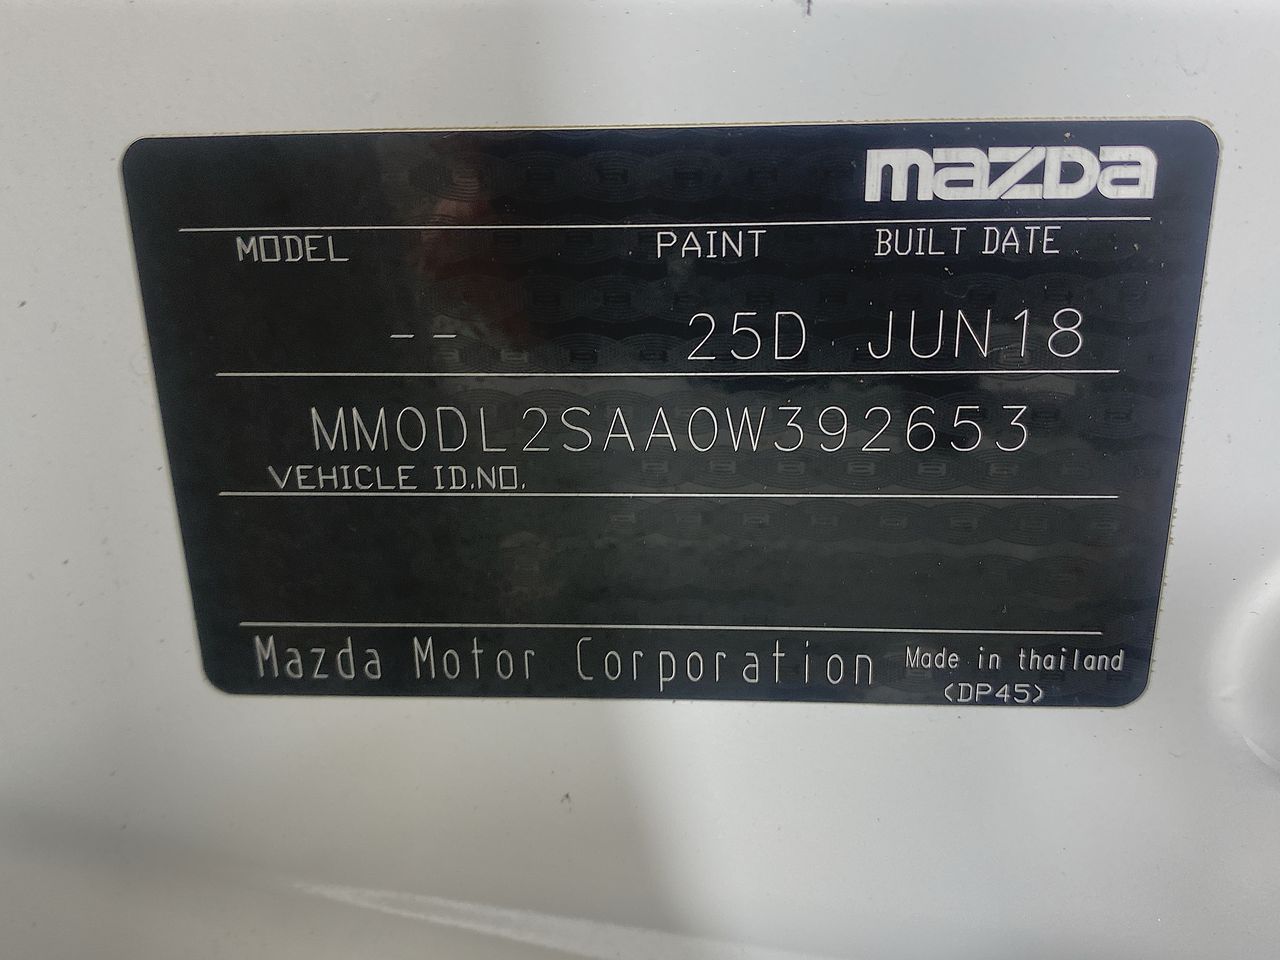 mazda
MODEL PAINT BUILT DATE
-- 25D JUN18
MM0DL2SAA0W392653
VEHICLE ID.NO.
Mazda Motor Corporation Made in thailand
(DP45)